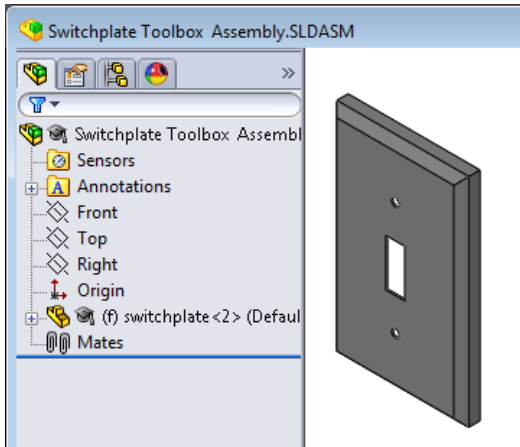 Switchplate Toolbox Assembly.SLDASM
»
Switchplate Toolbox Assembl
Sensors
A Annotations
Front
Top
Right
Origin
(f) switchplate<2> (Defaul
Mates